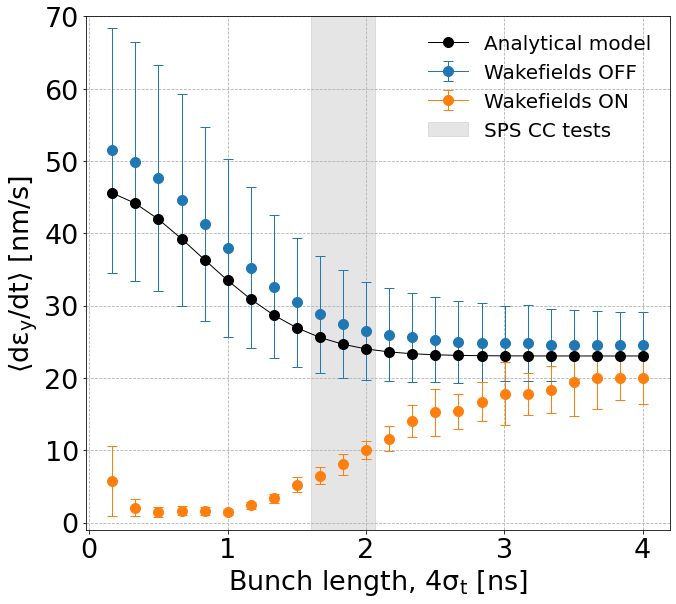 70
60
50
40
30
20
10
0
⟨dεy/dt⟩ [nm/s]
Analytical model
Wakefields OFF
Wakefields ON
SPS CC tests
0 1 2 3 4
Bunch length, 4σt [ns]